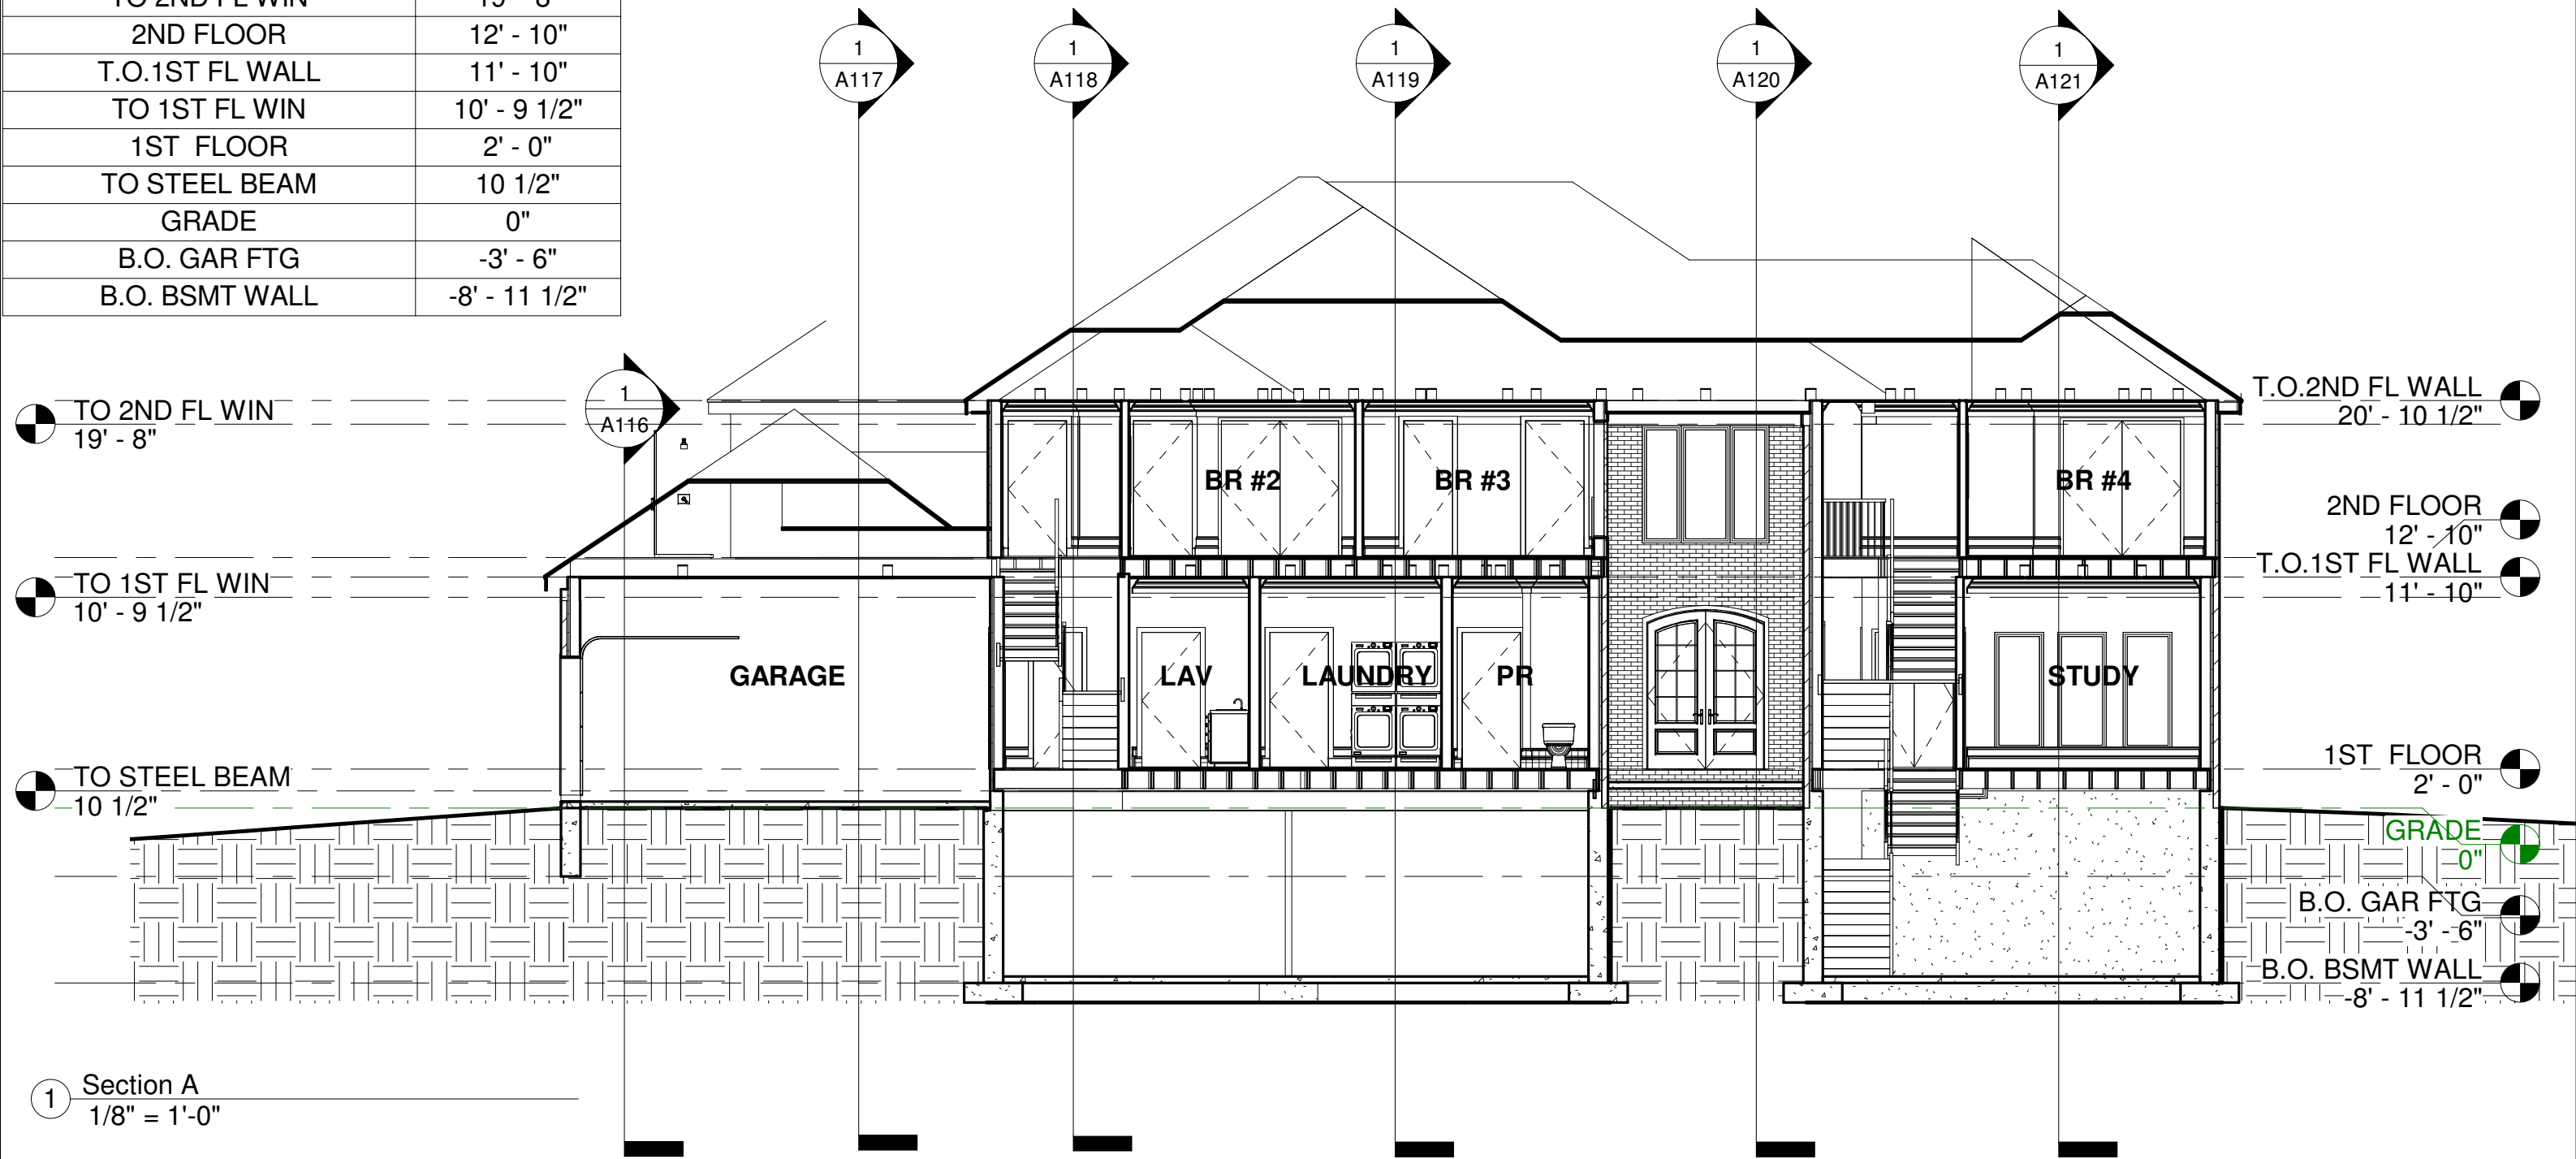 TO 2ND FL WIN 19' - 8"
2ND FLOOR 12' - 10"
T.O.1ST FL WALL 11' - 10"
TO 1ST FL WIN 10' - 9 1/2"
1ST FLOOR 2' - 0"
TO STEEL BEAM 10 1/2"
GRADE 0"
B.O. GAR FTG -3' - 6"
B.O. BSMT WALL -8' - 11 1/2"
1
A117
1
A118
1
A119
1
A120
1
A121
1
A116
TO 2ND FL WIN
19' - 8"
TO 1ST FL WIN
10' - 9 1/2"
TO STEEL BEAM
10 1/2"
BR #2
BR #3
BR #4
GARAGE
LAV
LAUNDRY
PR
STUDY
T.O.2ND FL WALL
20' - 10 1/2"
2ND FLOOR
12' - 10"
T.O.1ST FL WALL
11' - 10"
1ST FLOOR
2' - 0"
GRADE
0"
B.O. GAR FTG
-3' - 6"
B.O. BSMT WALL
-8' - 11 1/2"
1
Section A
1/8" = 1'-0"